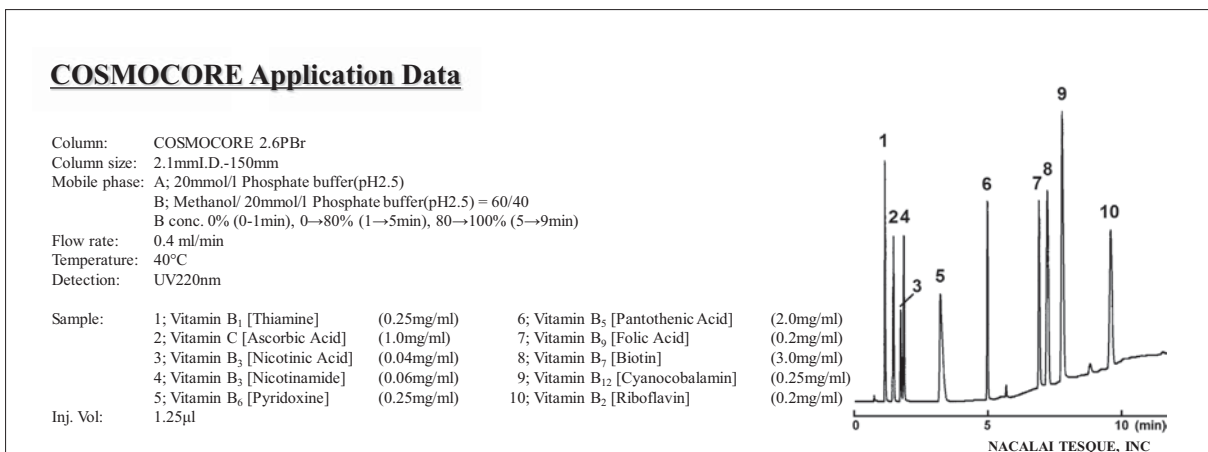 COSMOCORE Application Data
Column: COSMOCORE 2.6PBr
Column size: 2.1mmI.D.-150mm
Mobile phase: A; 20mmol/l Phosphate buffer(pH2.5)
B; Methanol/ 20mmol/l Phosphate buffer(pH2.5) = 60/40
B conc. 0% (0-1min), 0→80% (1→5min), 80→100% (5→9min)
Flow rate: 0.4 ml/min
Temperature: 40°C
Detection: UV220nm
Sample: 1; Vitamin B₁ [Thiamine] (0.25mg/ml) 6; Vitamin B₅ [Pantothenic Acid] (2.0mg/ml)
2; Vitamin C [Ascorbic Acid] (1.0mg/ml) 7; Vitamin B₉ [Folic Acid] (0.2mg/ml)
3; Vitamin B₃ [Nicotinic Acid] (0.04mg/ml) 8; Vitamin B₇ [Biotin] (3.0mg/ml)
4; Vitamin B₃ [Nicotinamide] (0.06mg/ml) 9; Vitamin B₁₂ [Cyanocobalamin] (0.25mg/ml)
5; Vitamin B₆ [Pyridoxine] (0.25mg/ml) 10; Vitamin B₂ [Riboflavin] (0.2mg/ml)
Inj. Vol: 1.25μl
1
2 4
3
5
6
7
8
9
10
0 5 10 (min)
NACALAI TESQUE, INC